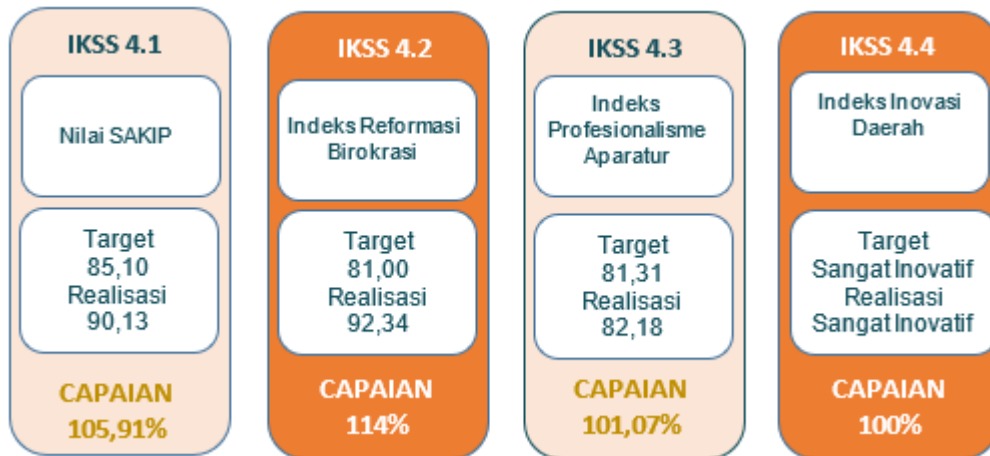 IKSS 4.1
Nilai SAKIP
Target
85,10
Realisasi
90,13
CAPAIAN
105,91%
IKSS 4.2
Indeks Reformasi
Birokrasi
Target
81,00
Realisasi
92,34
CAPAIAN
114%
IKSS 4.3
Indeks
Profesionalisme
Aparatur
Target
81,31
Realisasi
82,18
CAPAIAN
101,07%
IKSS 4.4
Indeks Inovasi
Daerah
Target
Sangat Inovatif
Realisasi
Sangat Inovatif
CAPAIAN
100%